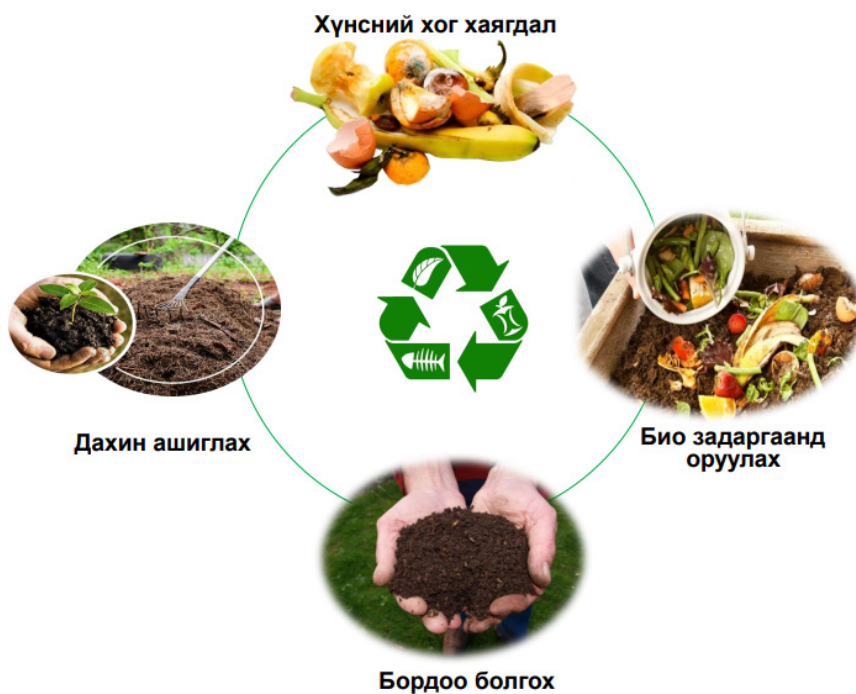 Хүнсний хог хаягдал
Био задаргаанд
оруулах
Бордоо болгох
Дахин ашиглах